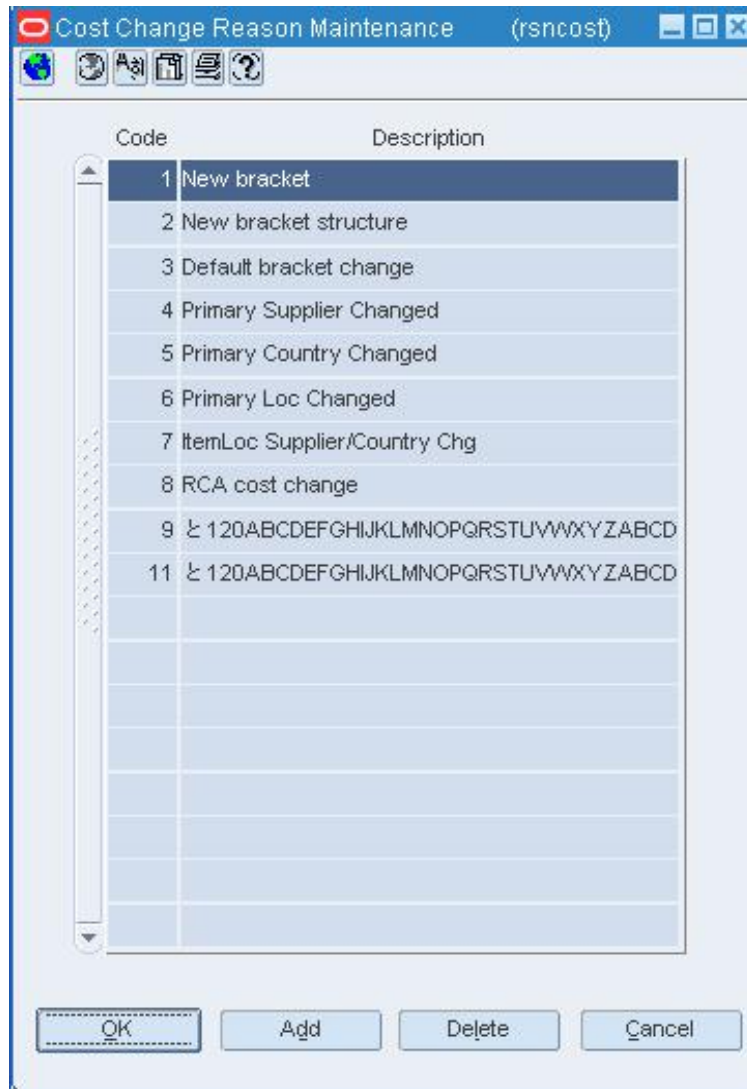 Cost Change Reason Maintenance (rsncost)
Code Description
1 New bracket
2 New bracket structure
3 Default bracket change
4 Primary Supplier Changed
5 Primary Country Changed
6 Primary Loc Changed
7 ItemLoc Supplier/Country Chg
8 RCA cost change
9 と120ABCDEFGHIJKLMNOPQRSTUVWXYZABCD
11 と120ABCDEFGHIJKLMNOPQRSTUVWXYZABCD
OK Add Delete Cancel